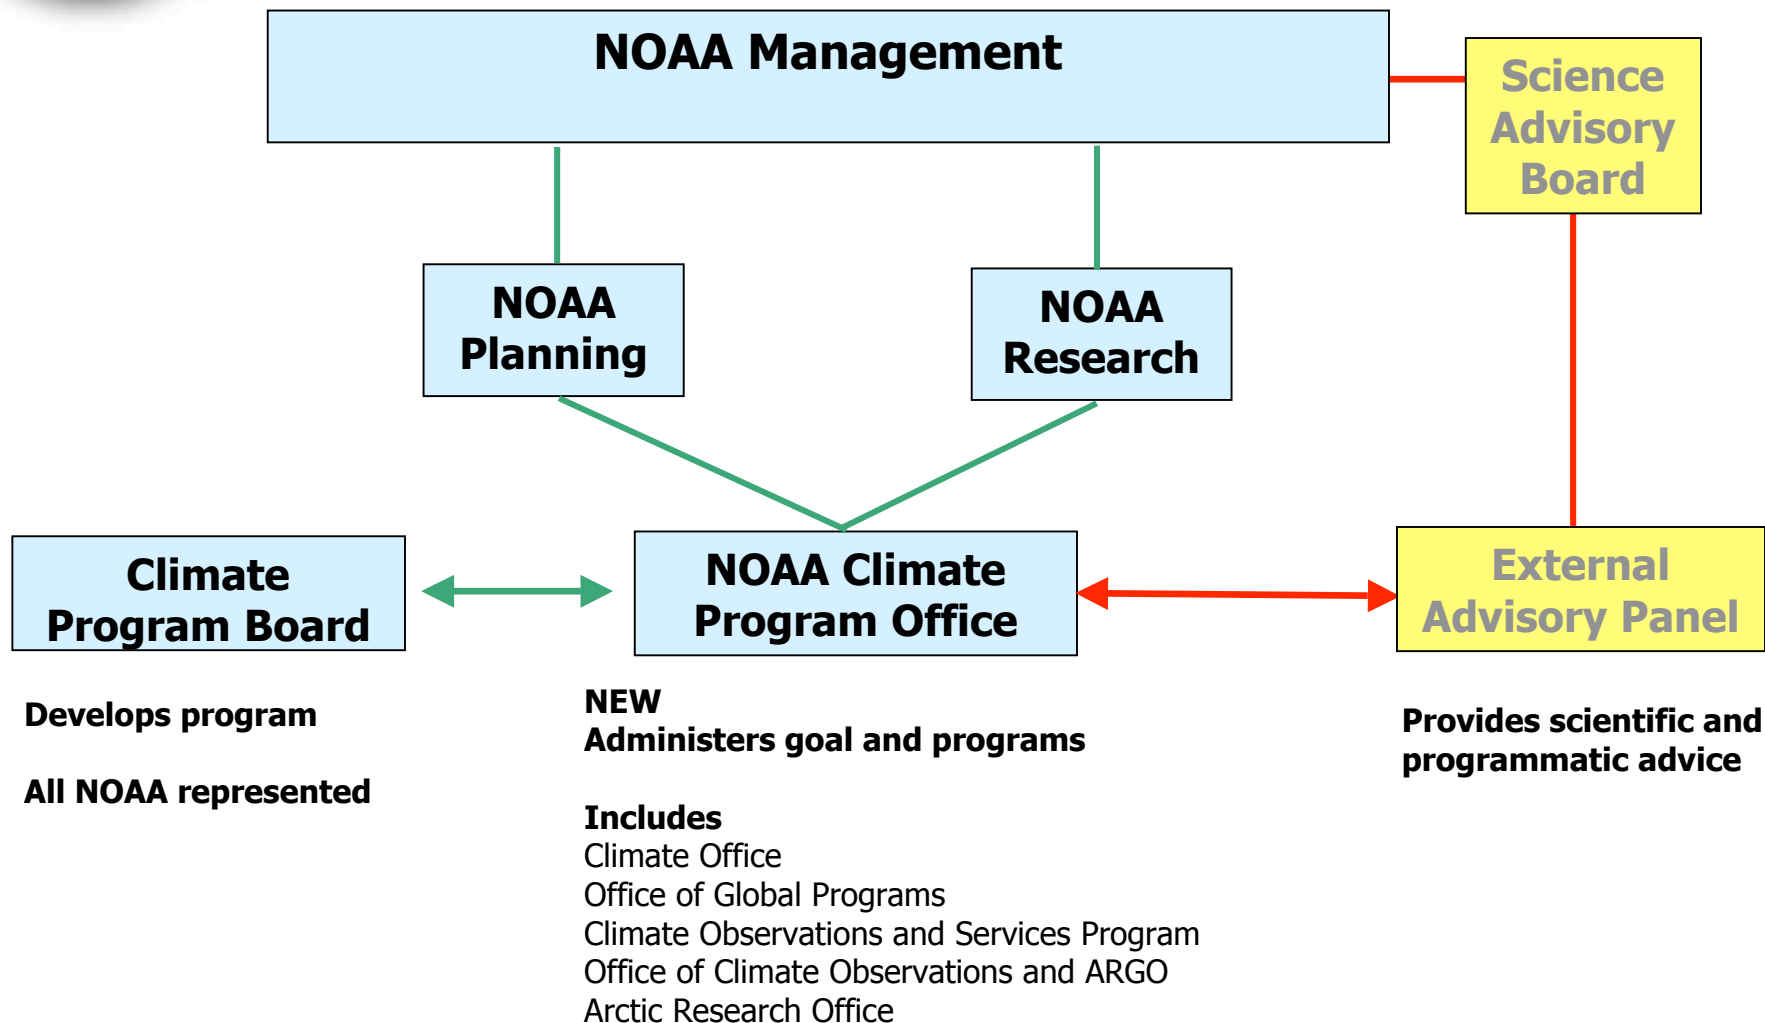 NOAA Management
Science
Advisory
Board
NOAA
Planning
NOAA
Research
Climate
Program Board
NOAA Climate
Program Office
External
Advisory Panel
Develops program
All NOAA represented
NEW
Administers goal and programs
Includes
Climate Office
Office of Global Programs
Climate Observations and Services Program
Office of Climate Observations and ARGO
Arctic Research Office
Provides scientific and
programmatic advice